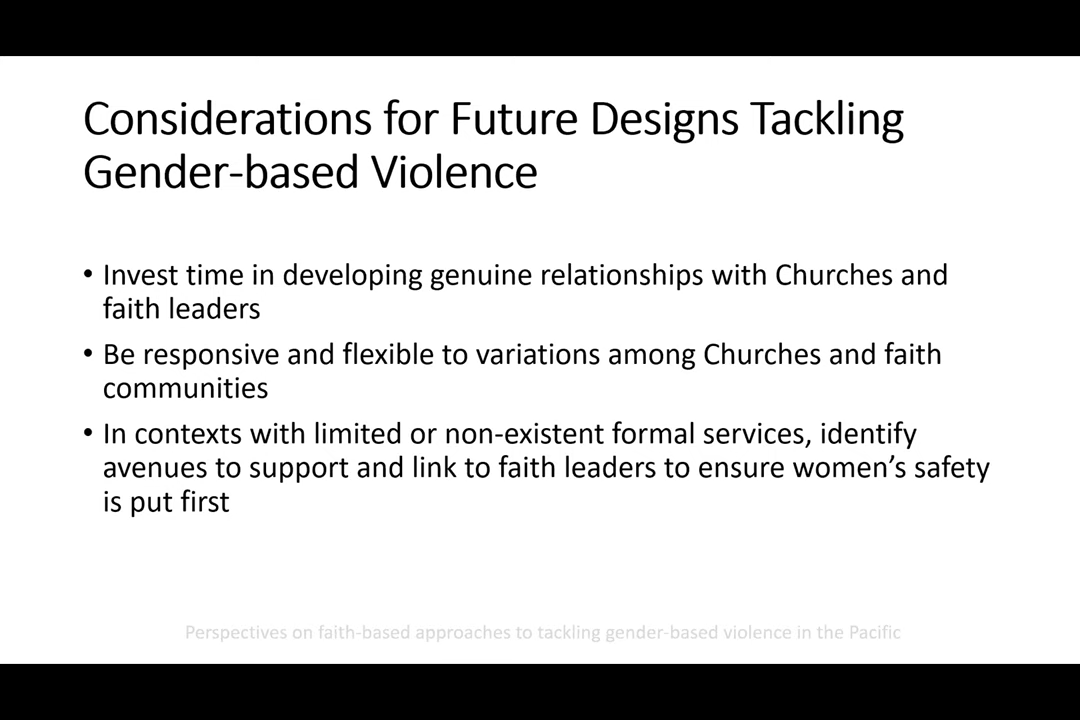 Considerations for Future Designs Tackling
Gender-based Violence
• Invest time in developing genuine relationships with Churches and
faith leaders
• Be responsive and flexible to variations among Churches and faith
communities
• In contexts with limited or non-existent formal services, identify
avenues to support and link to faith leaders to ensure women’s safety
is put first
Perspectives on faith-based approaches to tackling gender-based violence in the Pacific